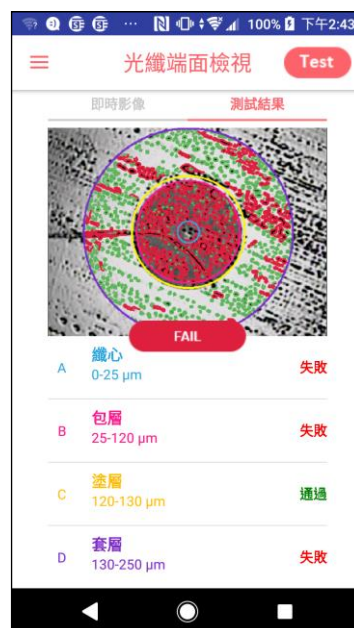 100% 下午2:43
光纖端面檢視
Test
即時影像 測試結果
FAIL
A 纖心 失敗
0-25 µm
B 包層 失敗
25-120 µm
C 塗層 通過
120-130 µm
D 套層 失敗
130-250 µm